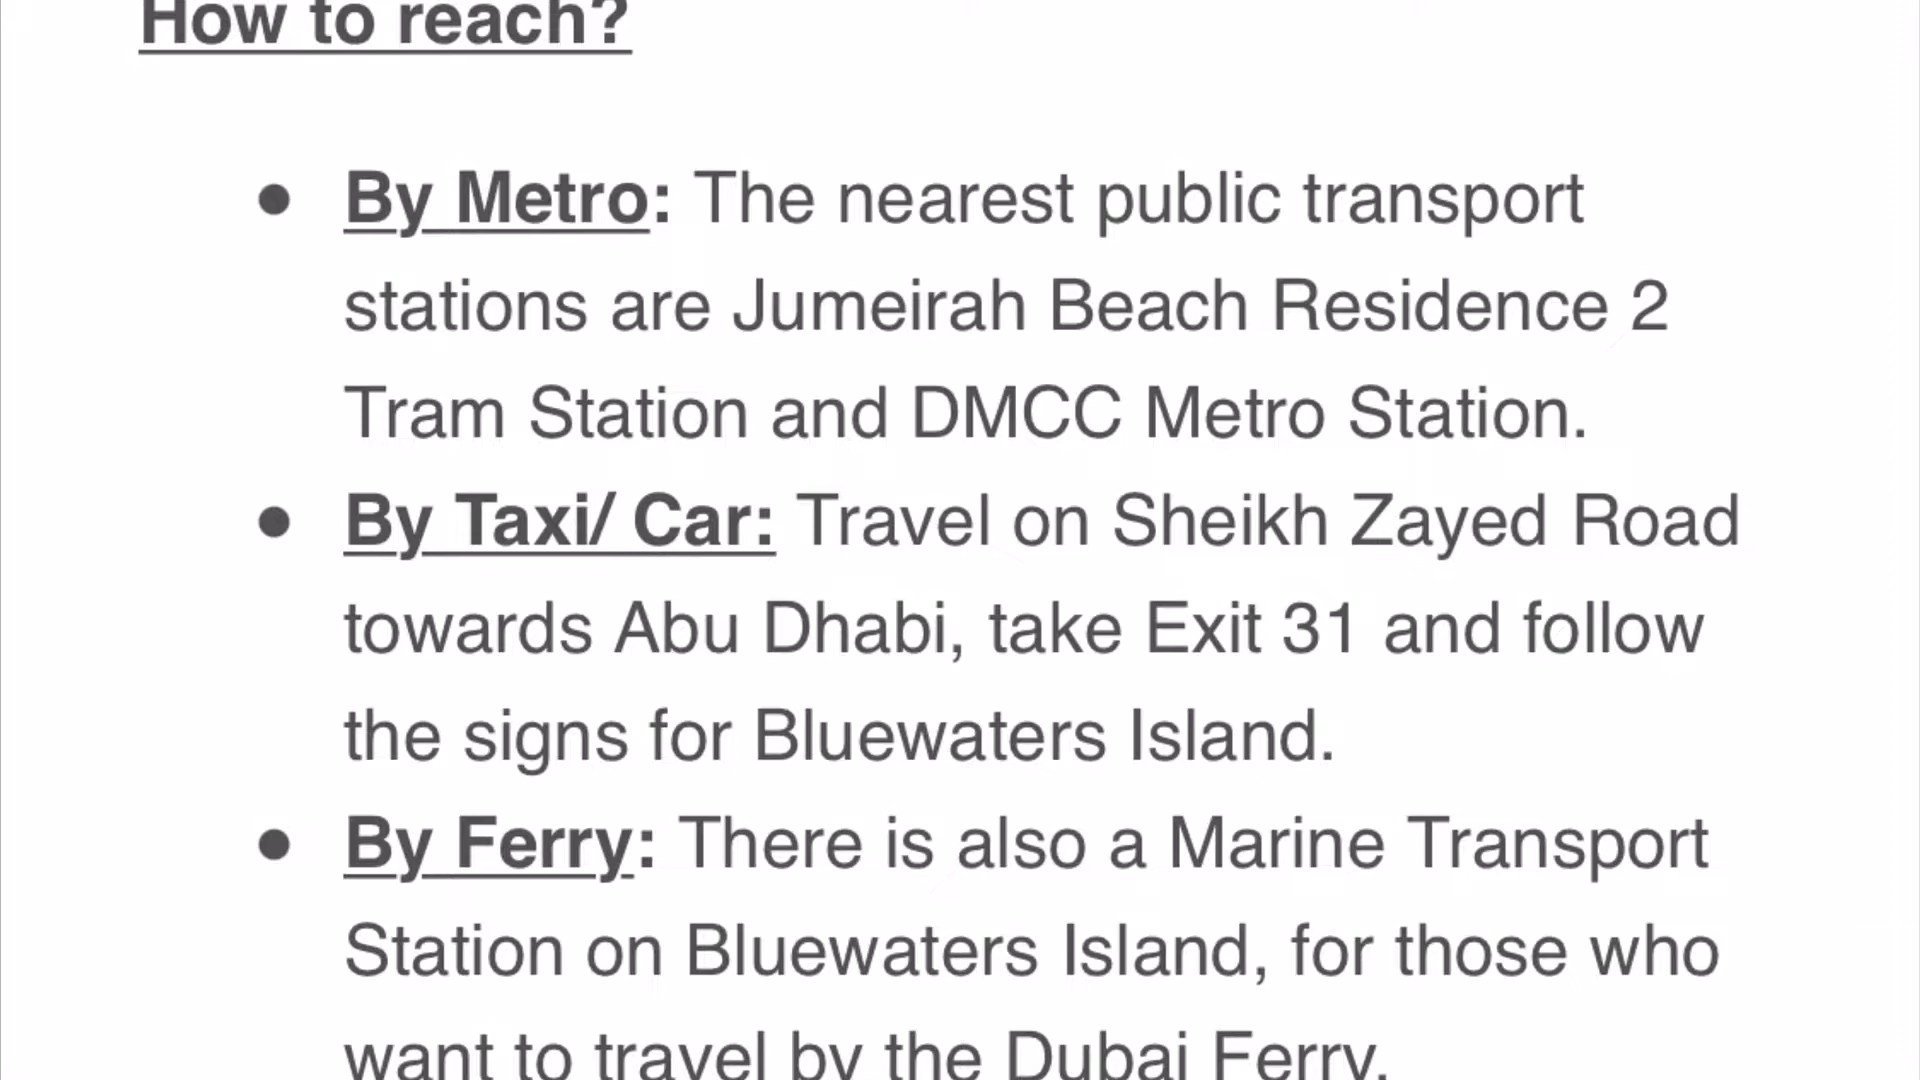 How to reach?
● By Metro: The nearest public transport
stations are Jumeirah Beach Residence 2
Tram Station and DMCC Metro Station.
● By Taxi/ Car: Travel on Sheikh Zayed Road
towards Abu Dhabi, take Exit 31 and follow
the signs for Bluewaters Island.
● By Ferry: There is also a Marine Transport
Station on Bluewaters Island, for those who
want to travel by the Dubai Ferry.